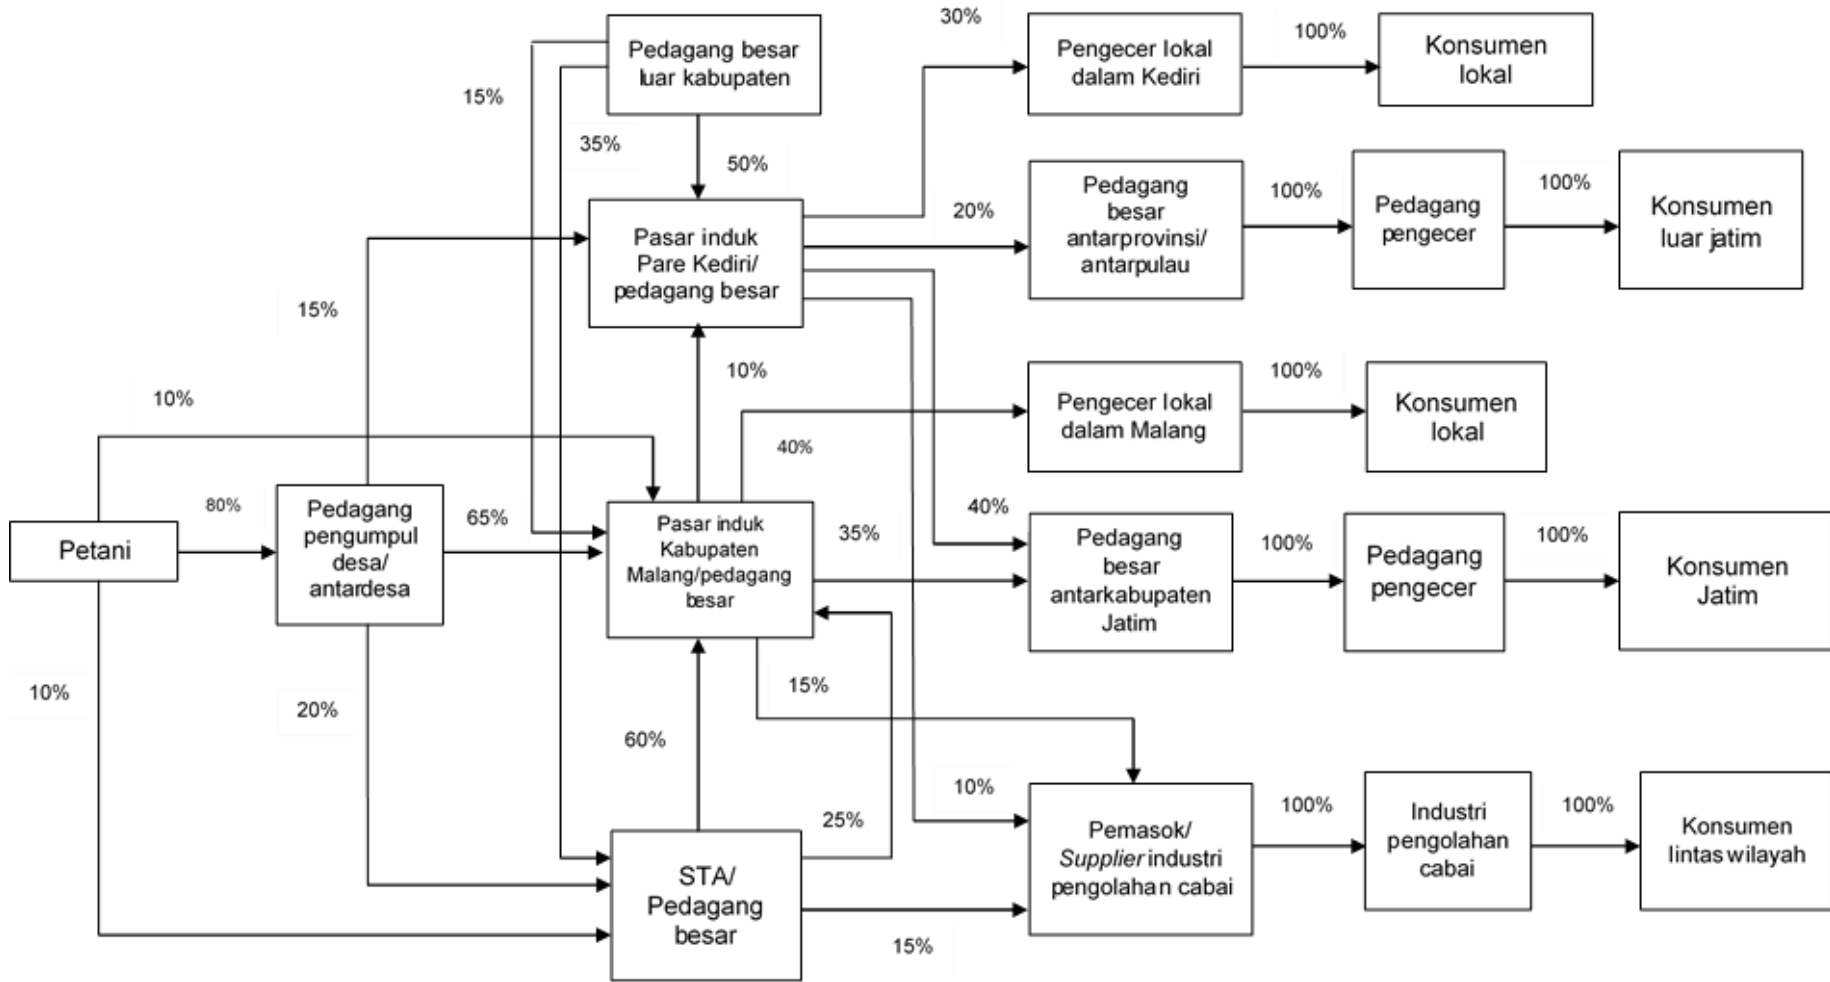 30%
Pedagang besar
luar kabupaten
Pengecer lokal
dalam Kediri
100%
Konsumen
lokal
15%
35%
50%
Pasar induk
Pare Kediri/
pedagang besar
20%
Pedagang
besar
antarprovinsi/
antarpulau
100%
Pedagang
pengecer
100%
Konsumen
luar jatim
15%
10%
10%
Pengecer lokal
dalam Malang
100%
Konsumen
lokal
40%
Petani
80%
Pedagang
pengumpul
desa/
antardesa
65%
Pasar induk
Kabupaten
Malang/pedagang
besar
35%
40%
Pedagang
besar
antarkabupaten
Jatim
100%
Pedagang
pengecer
100%
Konsumen
Jatim
10%
20%
60%
15%
25%
10%
STA/
Pedagang
besar
15%
Pemasok/
Supplier industri
pengolahan cabai
100%
Industri
pengolahan
cabai
100%
Konsumen
lintas wilayah